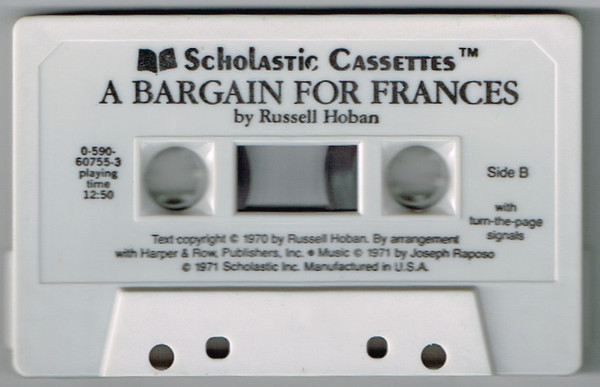 Scholastic Cassettes™
A BARGAIN FOR FRANCES
by Russell Hoban
0-590-
60755-3
playing
time
12:50
Side B
with
turn-the-page
signals
Text copyright © 1970 by Russell Hoban. By arrangement
with Harper & Row, Publishers, Inc. • Music © 1971 by Joseph Raposo
© 1971 Scholastic Inc. Manufactured in U.S.A.